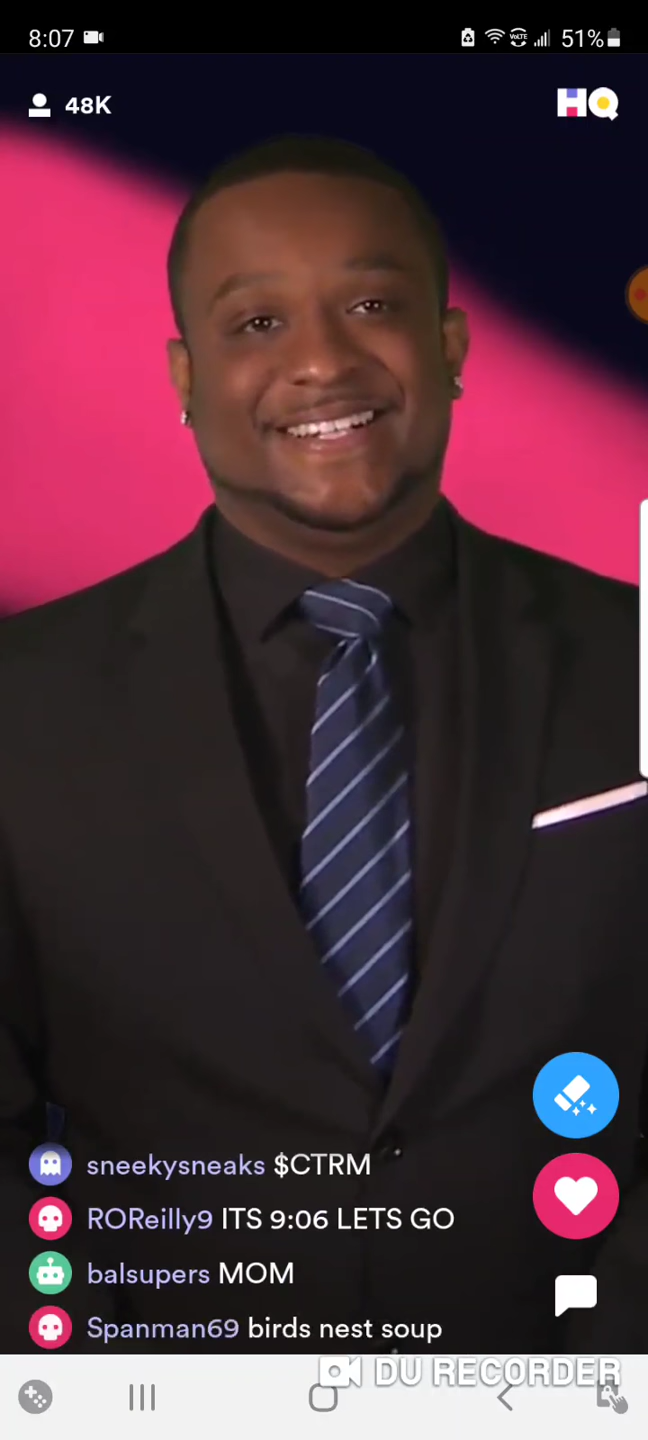 8:07
VoLTE
51%
48K
HQ
sneekysneaks $CTRM
ROReilly9 ITS 9:06 LETS GO
balsupers MOM
Spanman69 birds nest soup
DU RECORDER